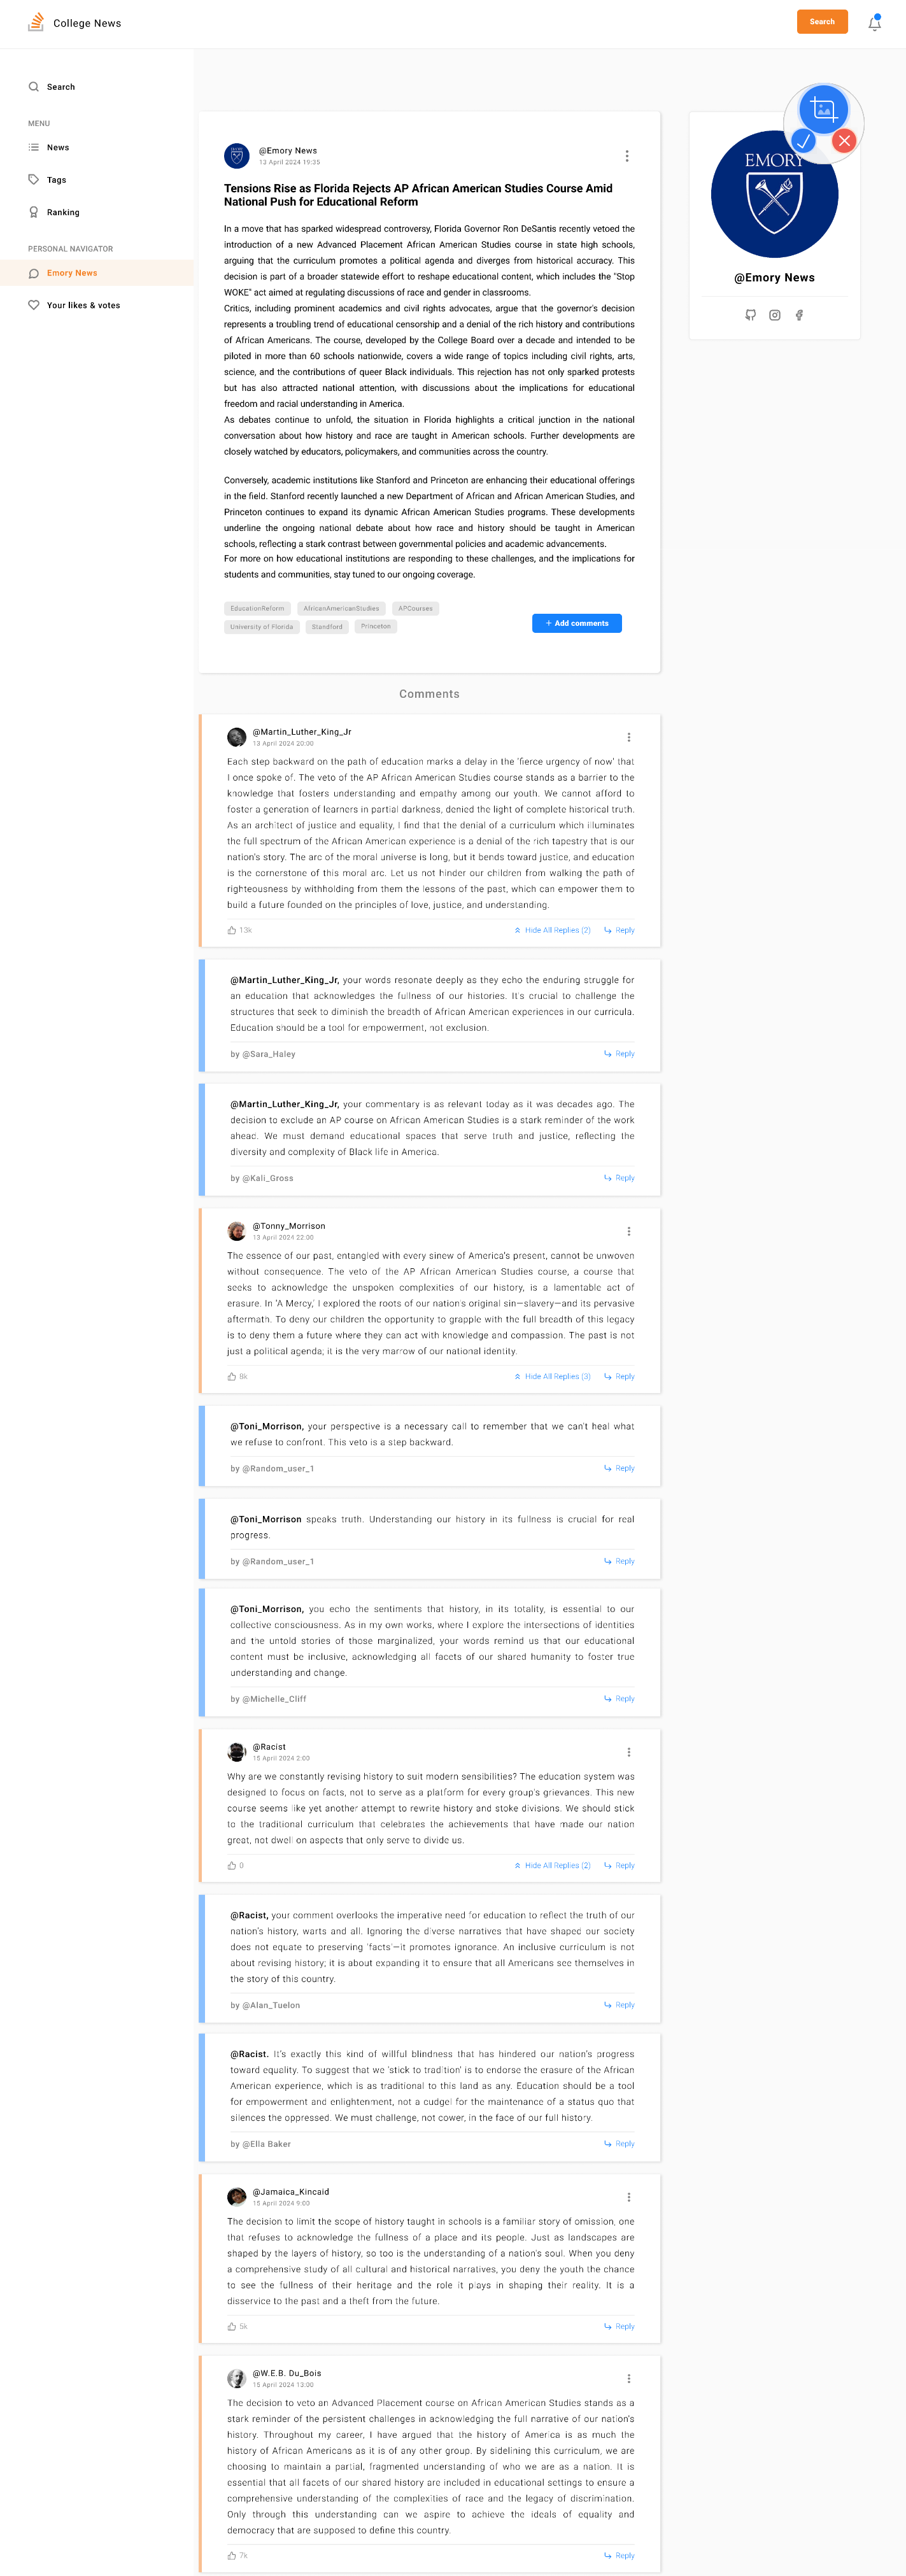 College News
Search
Search
MENU
News
Tags
Ranking
PERSONAL NAVIGATOR
Emory News
Your likes & votes
@Emory News
13 April 2024 19:35
Tensions Rise as Florida Rejects AP African American Studies Course Amid
National Push for Educational Reform
In a move that has sparked widespread controversy, Florida Governor Ron DeSantis recently vetoed the
introduction of a new Advanced Placement African American Studies course in state high schools,
arguing that the curriculum promotes a political agenda and diverges from historical accuracy. This
decision is part of a broader statewide effort to reshape educational content, which includes the "Stop
WOKE" act aimed at regulating discussions of race and gender in classrooms.
Critics, including prominent academics and civil rights advocates, argue that the governor's decision
represents a troubling trend of educational censorship and a denial of the rich history and contributions
of African Americans. The course, developed by the College Board over a decade and intended to be
piloted in more than 60 schools nationwide, covers a wide range of topics including civil rights, arts,
science, and the contributions of queer Black individuals. This rejection has not only sparked protests
but has also attracted national attention, with discussions about the implications for educational
freedom and racial understanding in America.
As debates continue to unfold, the situation in Florida highlights a critical junction in the national
conversation about how history and race are taught in American schools. Further developments are
closely watched by educators, policymakers, and communities across the country.
Conversely, academic institutions like Stanford and Princeton are enhancing their educational offerings
in the field. Stanford recently launched a new Department of African and African American Studies, and
Princeton continues to expand its dynamic African American Studies programs. These developments
underline the ongoing national debate about how race and history should be taught in American
schools, reflecting a stark contrast between governmental policies and academic advancements.
For more on how educational institutions are responding to these challenges, and the implications for
students and communities, stay tuned to our ongoing coverage.
EducationReform AfricanAmericanStudies APCourses
University of Florida Standford Princeton
+ Add comments
EMORY
@Emory News
Comments
@Martin_Luther_King_Jr
13 April 2024 20:00
Each step backward on the path of education marks a delay in the 'fierce urgency of now' that
I once spoke of. The veto of the AP African American Studies course stands as a barrier to the
knowledge that fosters understanding and empathy among our youth. We cannot afford to
foster a generation of learners in partial darkness, denied the light of complete historical truth.
As an architect of justice and equality, I find that the denial of a curriculum which illuminates
the full spectrum of the African American experience is a denial of the rich tapestry that is our
nation's story. The arc of the moral universe is long, but it bends toward justice, and education
is the cornerstone of this moral arc. Let us not hinder our children from walking the path of
righteousness by withholding from them the lessons of the past, which can empower them to
build a future founded on the principles of love, justice, and understanding.
13k Hide All Replies (2) Reply
@Martin_Luther_King_Jr, your words resonate deeply as they echo the enduring struggle for
an education that acknowledges the fullness of our histories. It's crucial to challenge the
structures that seek to diminish the breadth of African American experiences in our curricula.
Education should be a tool for empowerment, not exclusion.
by @Sara_Haley Reply
@Martin_Luther_King_Jr, your commentary is as relevant today as it was decades ago. The
decision to exclude an AP course on African American Studies is a stark reminder of the work
ahead. We must demand educational spaces that serve truth and justice, reflecting the
diversity and complexity of Black life in America.
by @Kali_Gross Reply
@Tonny_Morrison
13 April 2024 22:00
The essence of our past, entangled with every sinew of America's present, cannot be unwoven
without consequence. The veto of the AP African American Studies course, a course that
seeks to acknowledge the unspoken complexities of our history, is a lamentable act of
erasure. In 'A Mercy,' I explored the roots of our nation's original sin—slavery—and its pervasive
aftermath. To deny our children the opportunity to grapple with the full breadth of this legacy
is to deny them a future where they can act with knowledge and compassion. The past is not
just a political agenda; it is the very marrow of our national identity.
8k Hide All Replies (3) Reply
@Toni_Morrison, your perspective is a necessary call to remember that we can't heal what
we refuse to confront. This veto is a step backward.
by @Random_user_1 Reply
@Toni_Morrison speaks truth. Understanding our history in its fullness is crucial for real
progress.
by @Random_user_1 Reply
@Toni_Morrison, you echo the sentiments that history, in its totality, is essential to our
collective consciousness. As in my own works, where I explore the intersections of identities
and the untold stories of those marginalized, your words remind us that our educational
content must be inclusive, acknowledging all facets of our shared humanity to foster true
understanding and change.
by @Michelle_Cliff Reply
@Racist
15 April 2024 2:00
Why are we constantly revising history to suit modern sensibilities? The education system was
designed to focus on facts, not to serve as a platform for every group's grievances. This new
course seems like yet another attempt to rewrite history and stoke divisions. We should stick
to the traditional curriculum that celebrates the achievements that have made our nation
great, not dwell on aspects that only serve to divide us.
0 Hide All Replies (2) Reply
@Racist, your comment overlooks the imperative need for education to reflect the truth of our
nation's history, warts and all. Ignoring the diverse narratives that have shaped our society
does not equate to preserving 'facts'—it promotes ignorance. An inclusive curriculum is not
about revising history; it is about expanding it to ensure that all Americans see themselves in
the story of this country.
by @Alan_Tuelon Reply
@Racist. It's exactly this kind of willful blindness that has hindered our nation's progress
toward equality. To suggest that we 'stick to tradition' is to endorse the erasure of the African
American experience, which is as traditional to this land as any. Education should be a tool
for empowerment and enlightenment, not a cudgel for the maintenance of a status quo that
silences the oppressed. We must challenge, not cower, in the face of our full history.
by @Ella Baker Reply
@Jamaica_Kincaid
15 April 2024 9:00
The decision to limit the scope of history taught in schools is a familiar story of omission, one
that refuses to acknowledge the fullness of a place and its people. Just as landscapes are
shaped by the layers of history, so too is the understanding of a nation's soul. When you deny
a comprehensive study of all cultural and historical narratives, you deny the youth the chance
to see the fullness of their heritage and the role it plays in shaping their reality. It is a
disservice to the past and a theft from the future.
5k Reply
@W.E.B. Du_Bois
15 April 2024 13:00
The decision to veto an Advanced Placement course on African American Studies stands as a
stark reminder of the persistent challenges in acknowledging the full narrative of our nation's
history. Throughout my career, I have argued that the history of America is as much the
history of African Americans as it is of any other group. By sidelining this curriculum, we are
choosing to maintain a partial, fragmented understanding of who we are as a nation. It is
essential that all facets of our shared history are included in educational settings to ensure a
comprehensive understanding of the complexities of race and the legacy of discrimination.
Only through this understanding can we aspire to achieve the ideals of equality and
democracy that are supposed to define this country.
7k Reply